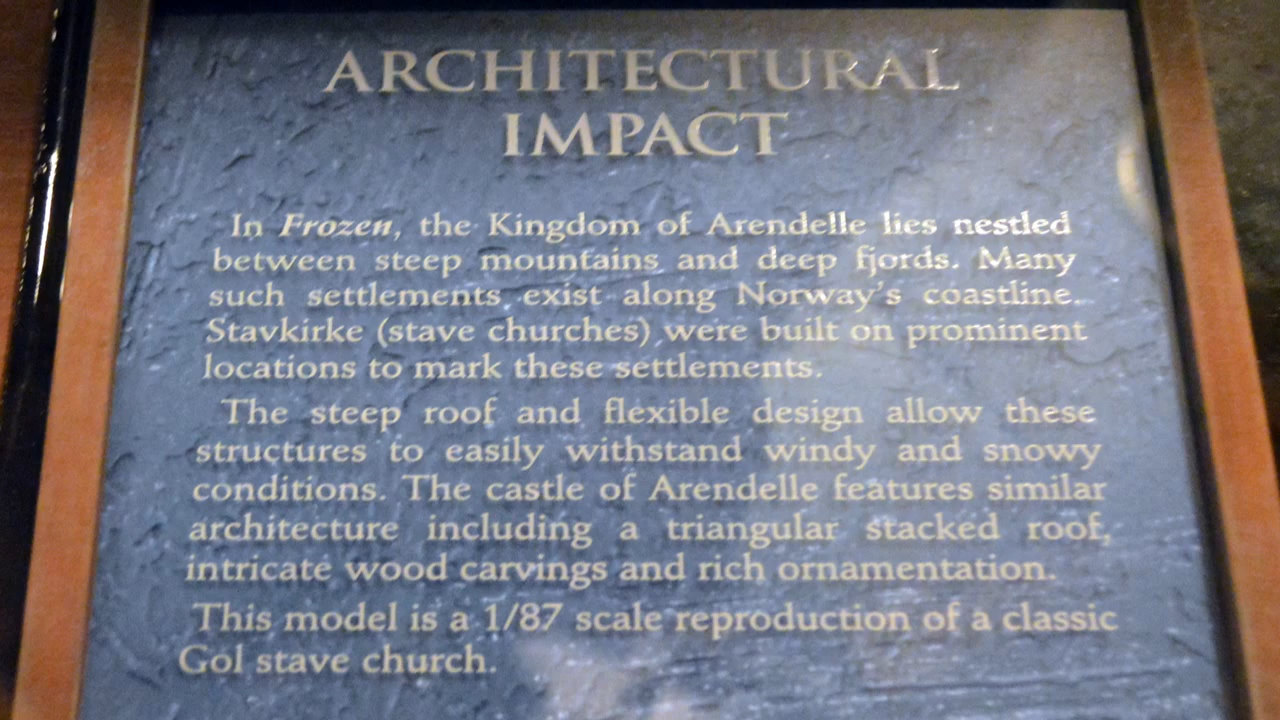 ARCHITECTURAL
IMPACT
In Frozen, the Kingdom of Arendelle lies nestled
between steep mountains and deep fjords. Many
such settlements exist along Norway's coastline.
Stavkirke (stave churches) were built on prominent
locations to mark these settlements.
The steep roof and flexible design allow these
structures to easily withstand windy and snowy
conditions. The castle of Arendelle features similar
architecture including a triangular stacked roof,
intricate wood carvings and rich ornamentation.
This model is a 1/87 scale reproduction of a classic
Gol stave church.